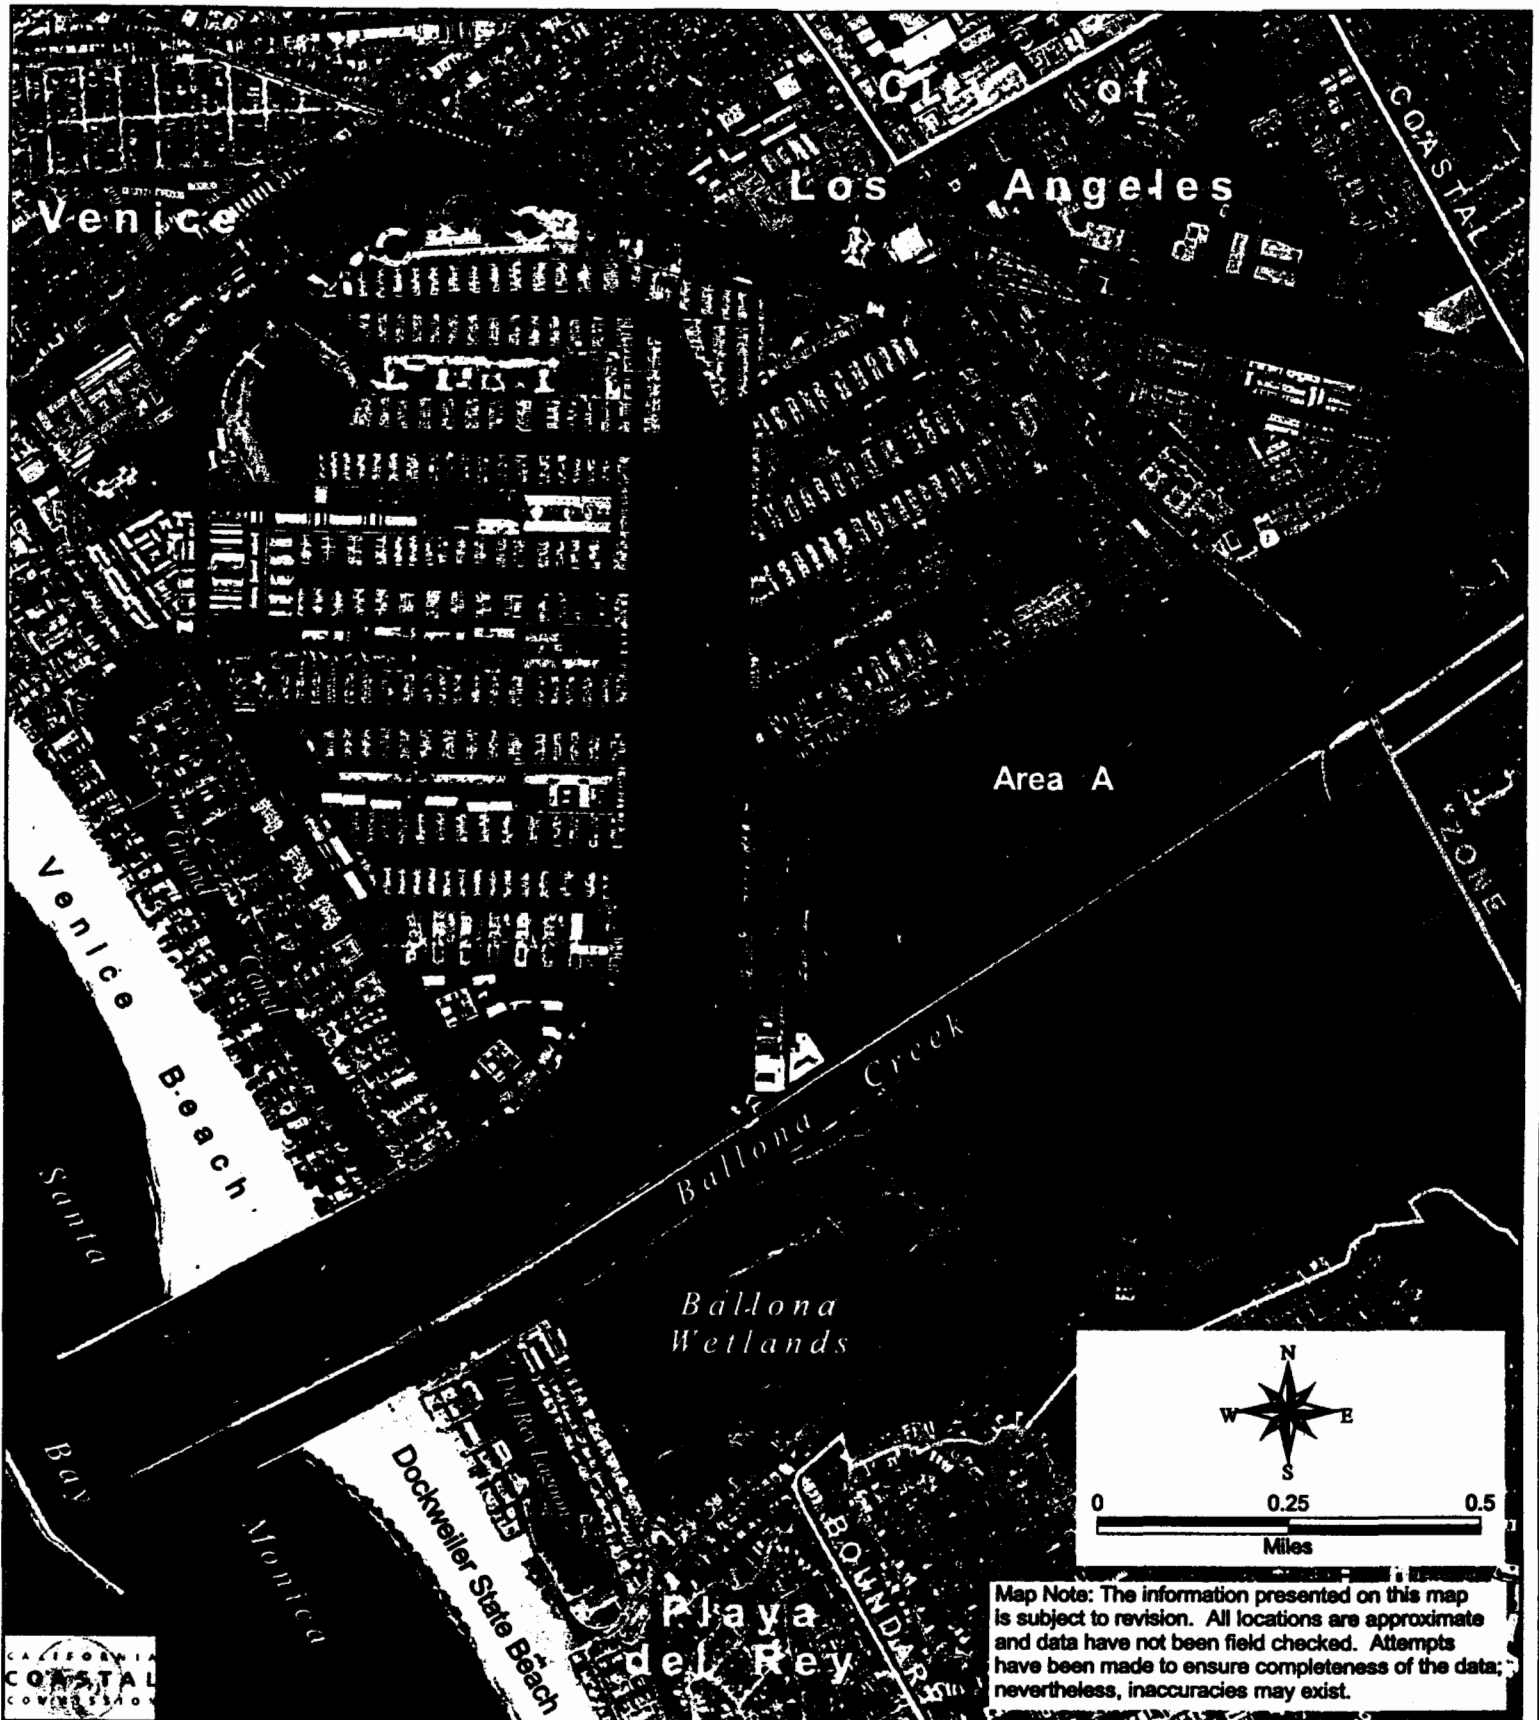 City of
Los Angeles
COASTAL
Venice
Area A
ZONE
Grand
Canal
Venice Beach
Ballona Creek
Santa
Ballona
Wetlands
Bay
Monica
Del Rey Lagoon
Dockweiler State Beach
BOUNDARY
Playa
del Rey
N
W E
S
0 0.25 0.5
Miles
Map Note: The information presented on this map
is subject to revision. All locations are approximate
and data have not been field checked. Attempts
have been made to ensure completeness of the data;
nevertheless, inaccuracies may exist.
CALIFORNIA
COASTAL
COMMISSION